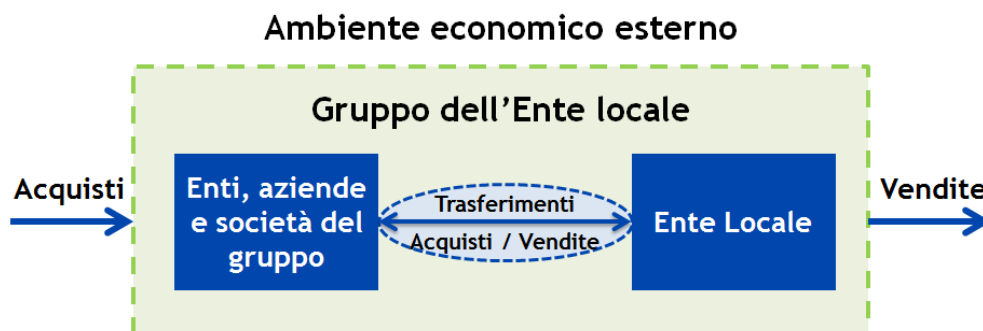 Ambiente economico esterno
Gruppo dell'Ente locale
Acquisti
Enti, aziende
e società del
gruppo
Trasferimenti
Acquisti / Vendite
Ente Locale
Vendite